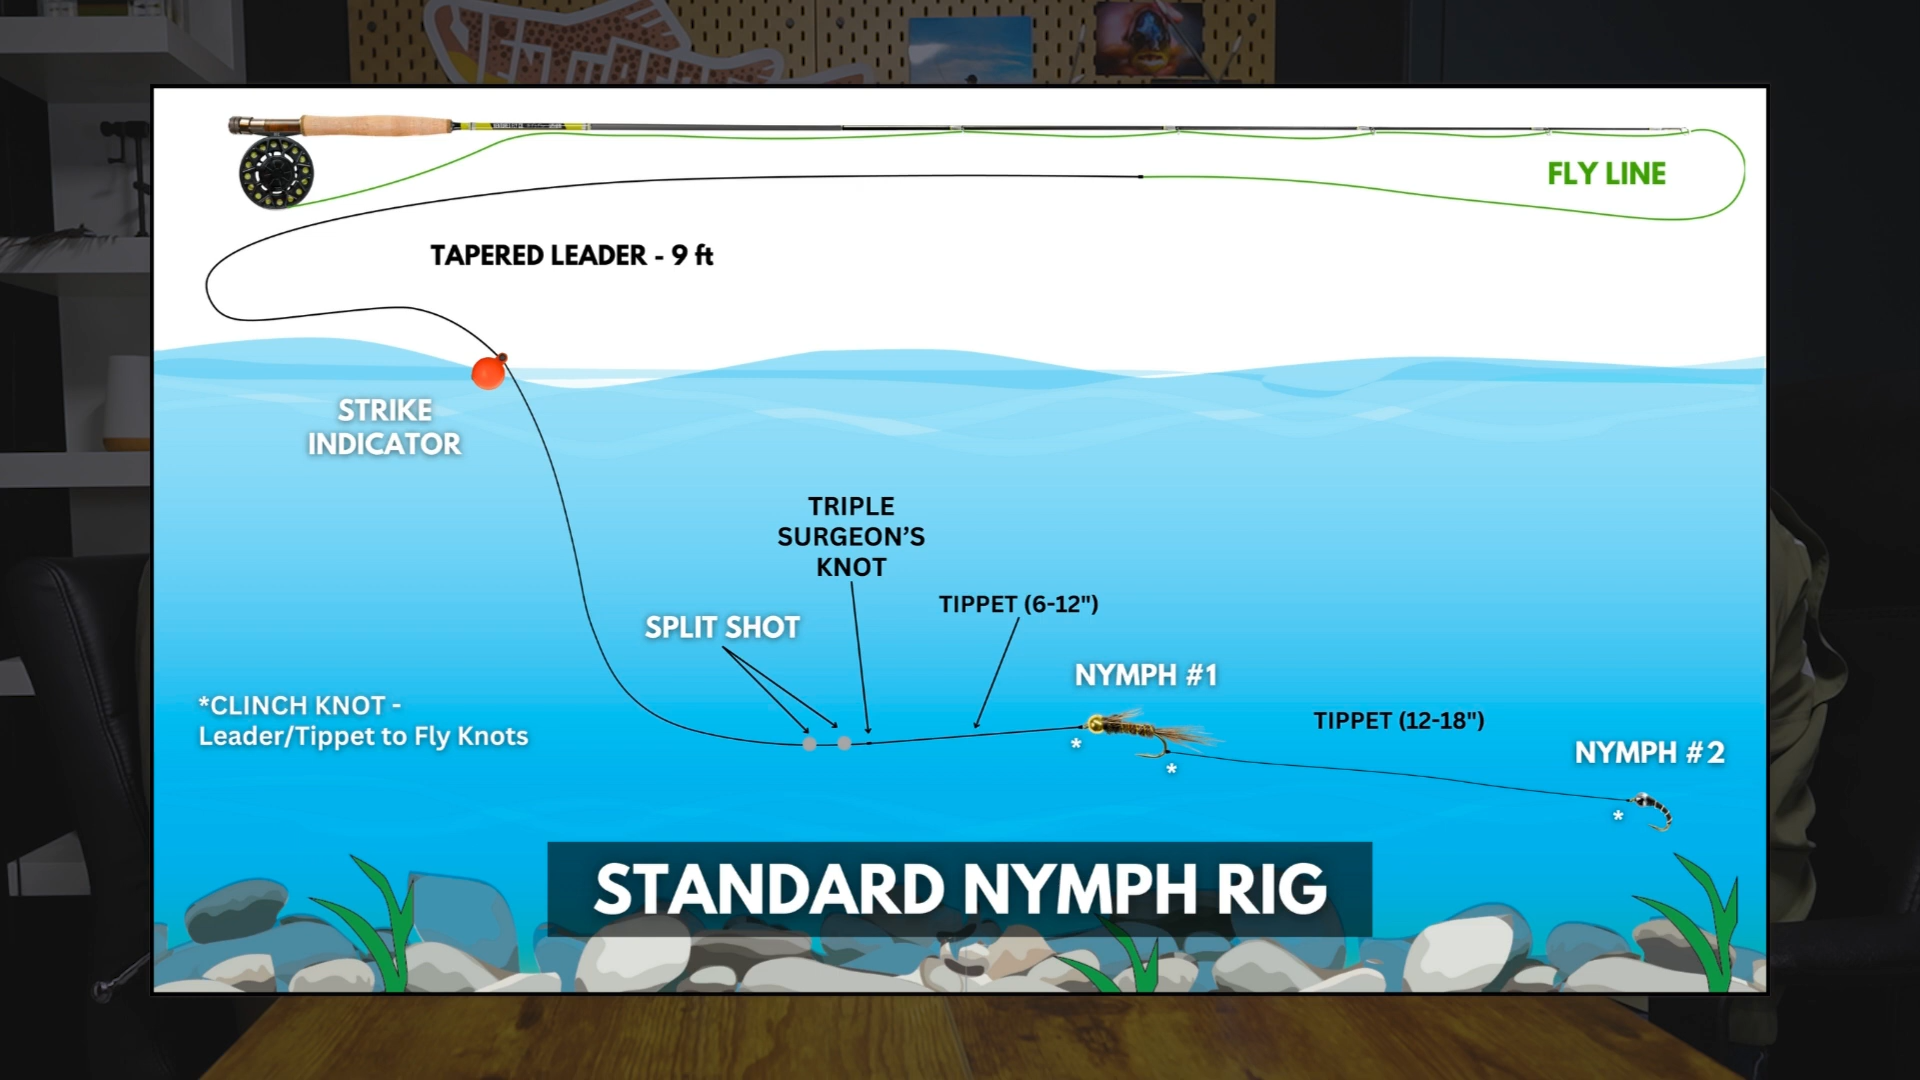 FLY LINE
TAPERED LEADER - 9 ft
STRIKE
INDICATOR
TRIPLE
SURGEON'S
KNOT
TIPPET (6-12")
SPLIT SHOT
NYMPH #1
*CLINCH KNOT -
Leader/Tippet to Fly Knots
*
*
TIPPET (12-18")
NYMPH #2
*
STANDARD NYMPH RIG